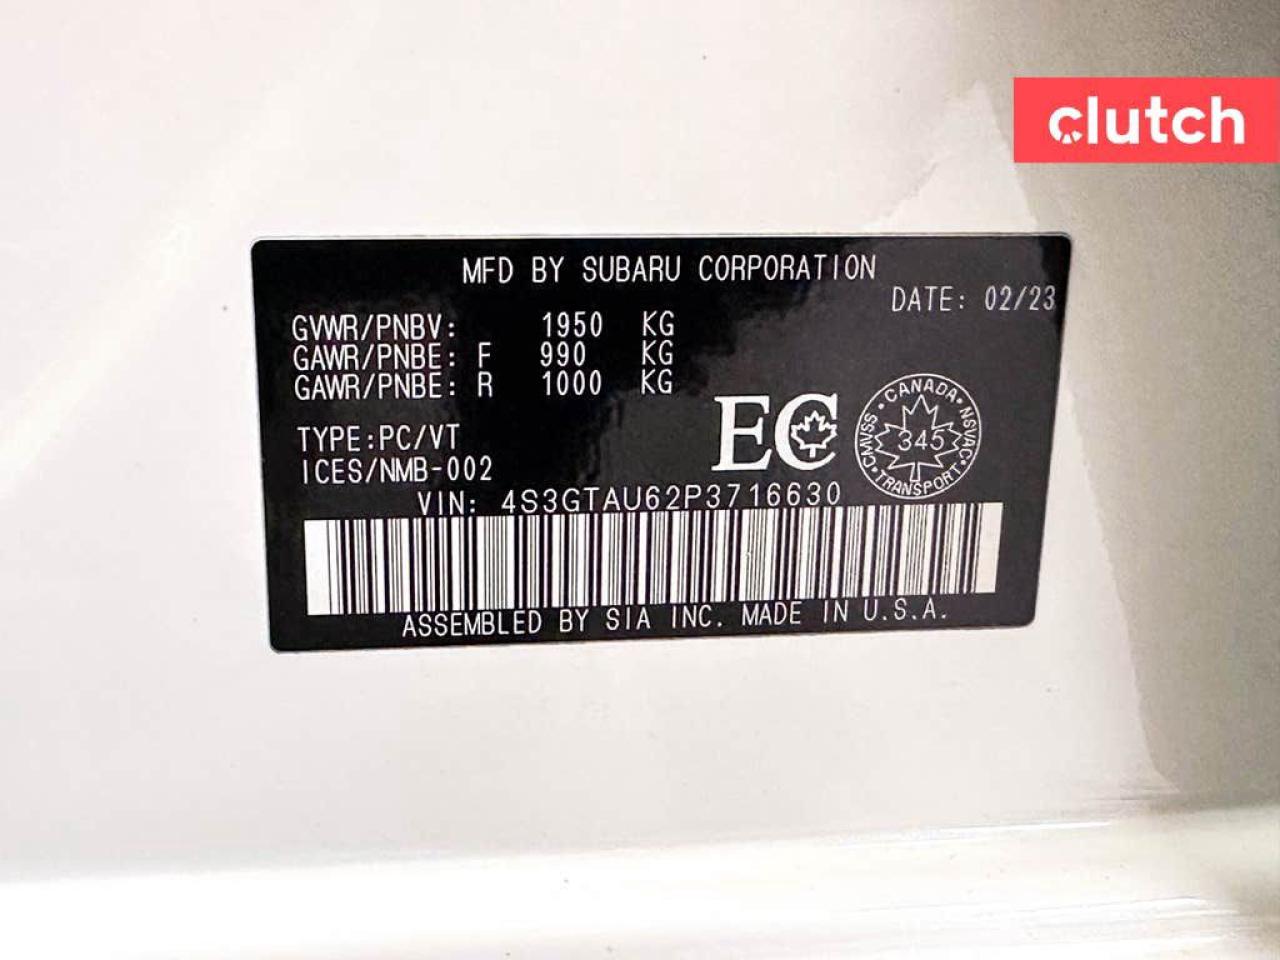 clutch
MFD BY SUBARU CORPORATION
DATE: 02/23
GVWR/PNBV: 1950 KG
GAWR/PNBE: F 990 KG
GAWR/PNBE: R 1000 KG
TYPE:PC/VT
ICES/NMB-002
EC
CANADA
CMVSS 345 NSVAC
TRANSPORT
VIN: 4S3GTAU62P3716630
ASSEMBLED BY SIA INC. MADE IN U.S.A.